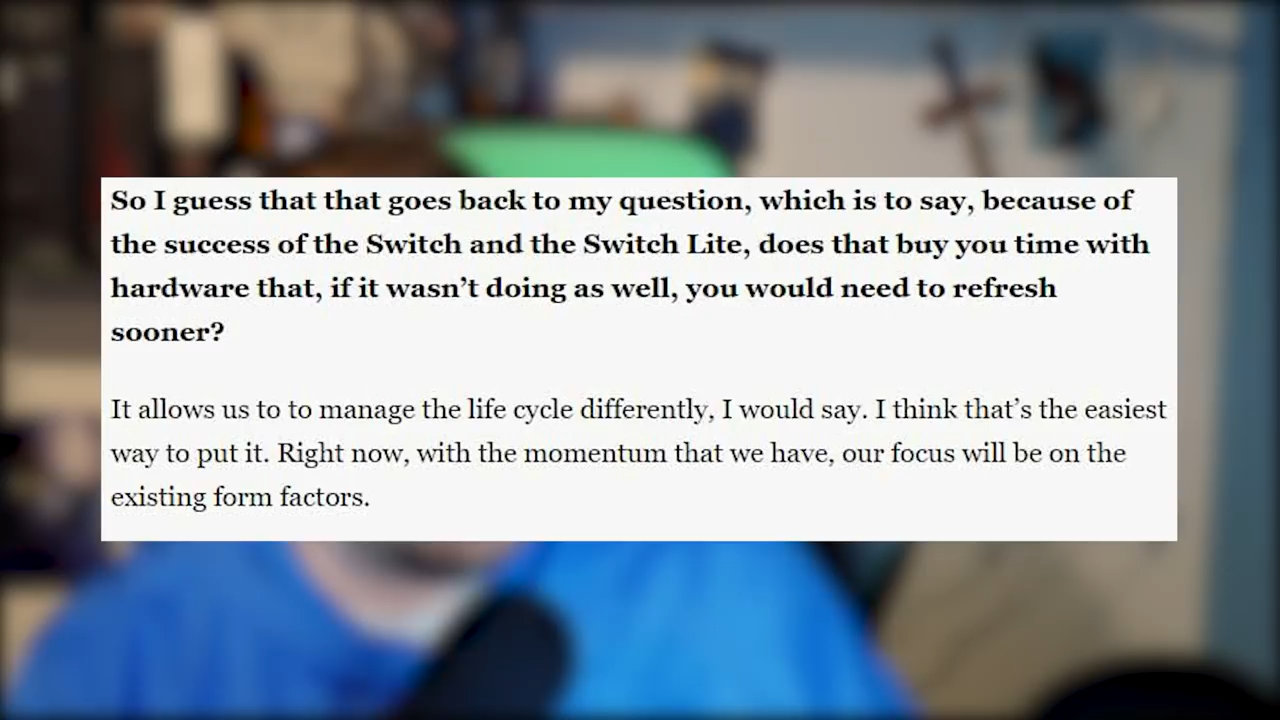 So I guess that that goes back to my question, which is to say, because of
the success of the Switch and the Switch Lite, does that buy you time with
hardware that, if it wasn’t doing as well, you would need to refresh
sooner?
It allows us to to manage the life cycle differently, I would say. I think that’s the easiest
way to put it. Right now, with the momentum that we have, our focus will be on the
existing form factors.